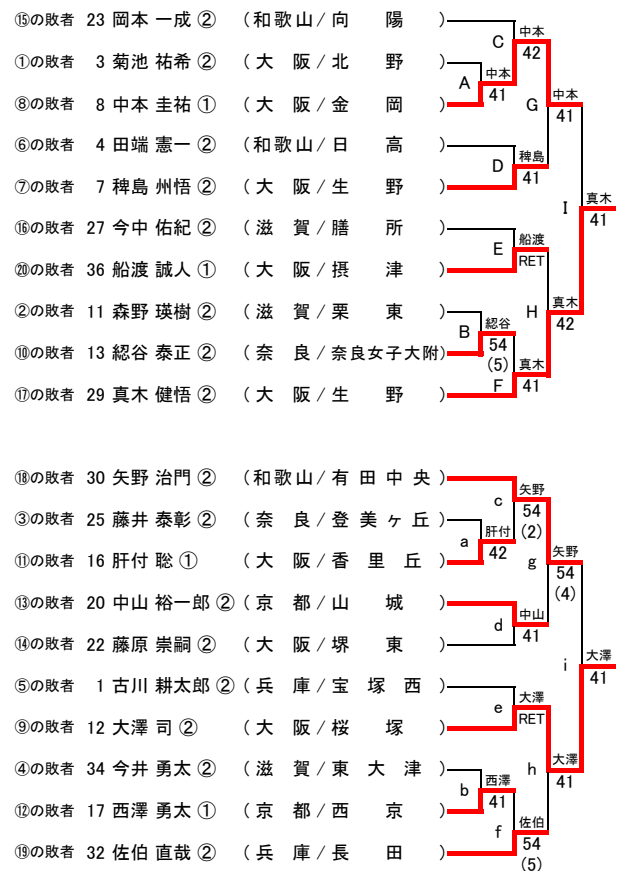 ⑮の敗者 23 岡本 一成 ② (和歌山/向 陽)
C 中本
42
①の敗者 3 菊池 祐希 ② (大 阪/北 野)
A 中本
41
⑧の敗者 8 中本 圭祐 ① (大 阪/金 岡)
G 中本
41
⑥の敗者 4 田端 憲一 ② (和歌山/日 高)
D 稗島
41
⑦の敗者 7 稗島 州悟 ② (大 阪/生 野)
I 真木
41
⑯の敗者 27 今中 佑紀 ② (滋 賀/膳 所)
E 船渡
RET
⑳の敗者 36 船渡 誠人 ① (大 阪/摂 津)
②の敗者 11 森野 瑛樹 ② (滋 賀/栗 東)
H 真木
42
B 綛谷
54
(5)
⑩の敗者 13 綛谷 泰正 ② (奈 良/奈良女子大附)
F 真木
41
⑰の敗者 29 真木 健悟 ② (大 阪/生 野)
⑱の敗者 30 矢野 治門 ② (和歌山/有田中央)
c 矢野
54
(2)
③の敗者 25 藤井 泰彰 ② (奈 良/登美ヶ丘)
a 肝付
42
⑪の敗者 16 肝付 聡 ① (大 阪/香 里 丘)
g 矢野
54
(4)
⑬の敗者 20 中山 裕一郎 ② (京 都/山 城)
d 中山
41
⑭の敗者 22 藤原 崇嗣 ② (大 阪/堺 東)
i 大澤
41
⑤の敗者 1 古川 耕太郎 ② (兵 庫/宝 塚 西)
e 大澤
RET
⑨の敗者 12 大澤 司 ② (大 阪/桜 塚)
④の敗者 34 今井 勇太 ② (滋 賀/東 大 津)
h 大澤
41
b 西澤
41
⑫の敗者 17 西澤 勇太 ① (京 都/西 京)
f 佐伯
54
(5)
⑲の敗者 32 佐伯 直哉 ② (兵 庫/長 田)